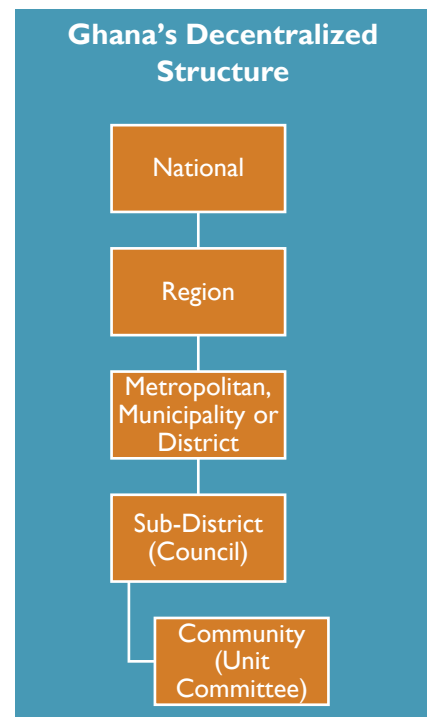 Ghana's Decentralized
Structure
National
Region
Metropolitan,
Municipality or
District
Sub-District
(Council)
Community
(Unit
Committee)